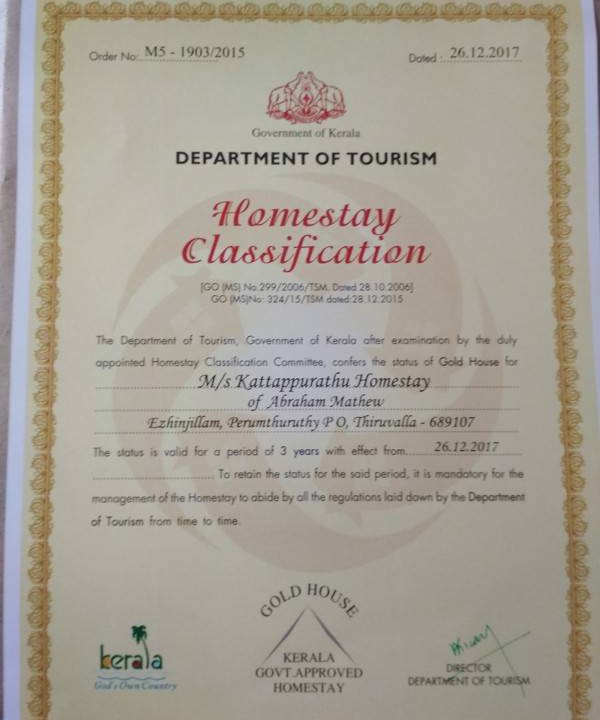 Order No: M5 - 1903/2015
Dated : 26.12.2017
Government of Kerala
DEPARTMENT OF TOURISM
Homestay
Classification
[GO (MS) No.299/2006/TSM. Dated 28.10.2006]
GO (MS)No: 324/15/TSM dated:28.12.2015
The Department of Tourism, Government of Kerala after examination by the duly
appointed Homestay Classification Committee, confers the status of Gold House for
M/s Kattappurathu Homestay
of Abraham Mathew
Ezhinjillam, Perumthuruthy P O, Thiruvalla - 689107
The status is valid for a period of 3 years with effect from 26.12.2017
To retain the status for the said period, it is mandatory for the
management of the Homestay to abide by all the regulations laid down by the Department
of Tourism from time to time.
GOLD HOUSE
KERALA
GOVT.APPROVED
HOMESTAY
kerala
God's Own Country
DIRECTOR
DEPARTMENT OF TOURISM